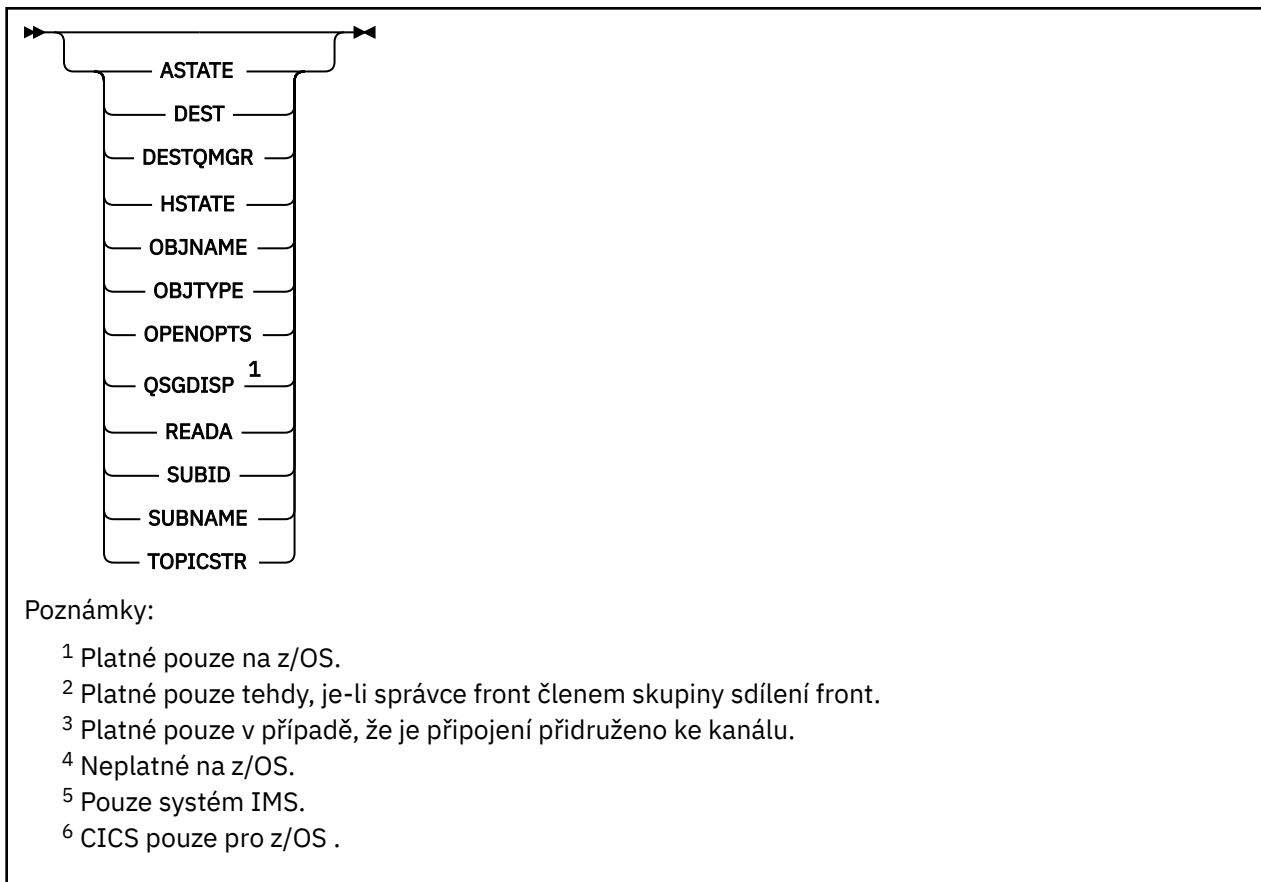 ASTATE
DEST
DESTQMGR
HSTATE
OBJNAME
OBJTYPE
OPENOPTS
QSGDISP 1
READA
SUBID
SUBNAME
TOPICSTR
Poznámky:
1 Platné pouze na z/OS.
2 Platné pouze tehdy, je-li správce front členem skupiny sdílení front.
3 Platné pouze v případě, že je připojení přidruženo ke kanálu.
4 Neplatné na z/OS.
5 Pouze systém IMS.
6 CICS pouze pro z/OS .